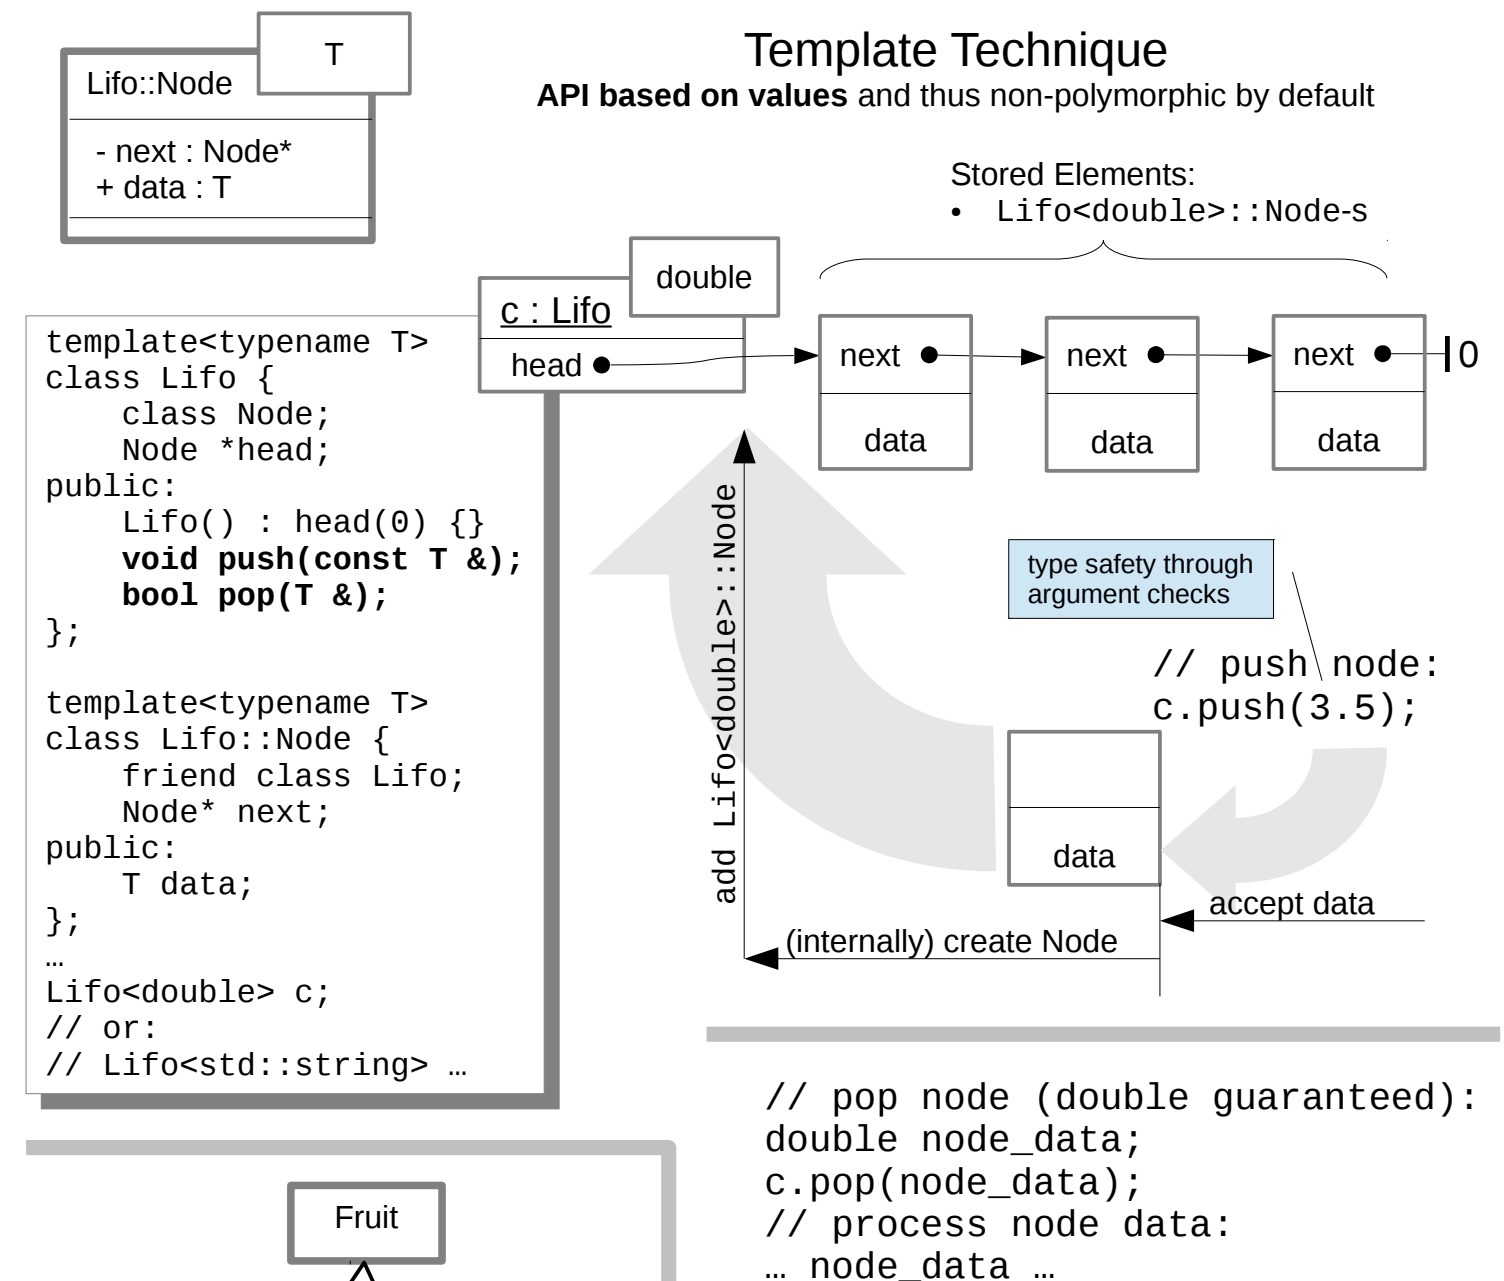 T
Lifo::Node
- next : Node*
+ data : T
Template Technique
API based on values and thus non-polymorphic by default
Stored Elements:
• Lifo<double>::Node-s
double
c : Lifo
head
next
data
next
data
next
data
0
template<typename T>
class Lifo {
    class Node;
    Node *head;
public:
    Lifo() : head(0) {}
    void push(const T &);
    bool pop(T &);
};

template<typename T>
class Lifo::Node {
    friend class Lifo;
    Node* next;
public:
    T data;
};
…
Lifo<double> c;
// or:
// Lifo<std::string> …
add Lifo<double>::Node
type safety through
argument checks
// push node:
c.push(3.5);
data
accept data
(internally) create Node
// pop node (double guaranteed):
double node_data;
c.pop(node_data);
// process node data:
… node_data …
Fruit